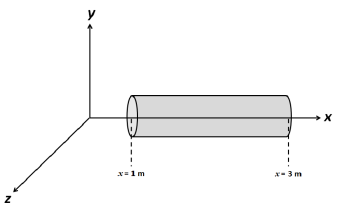 y
x
x = 1 m
x = 3 m
z